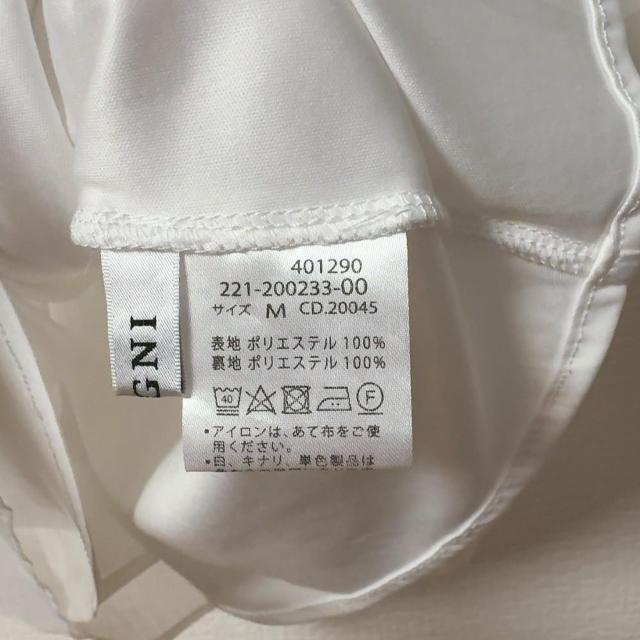 401290
221-200233-00
サイズ M CD.20045
表地 ポリエステル 100%
裏地 ポリエステル 100%
40
F
•アイロンは、あて布をご使
用ください。
•白、キナリ、単色製品は
GNI